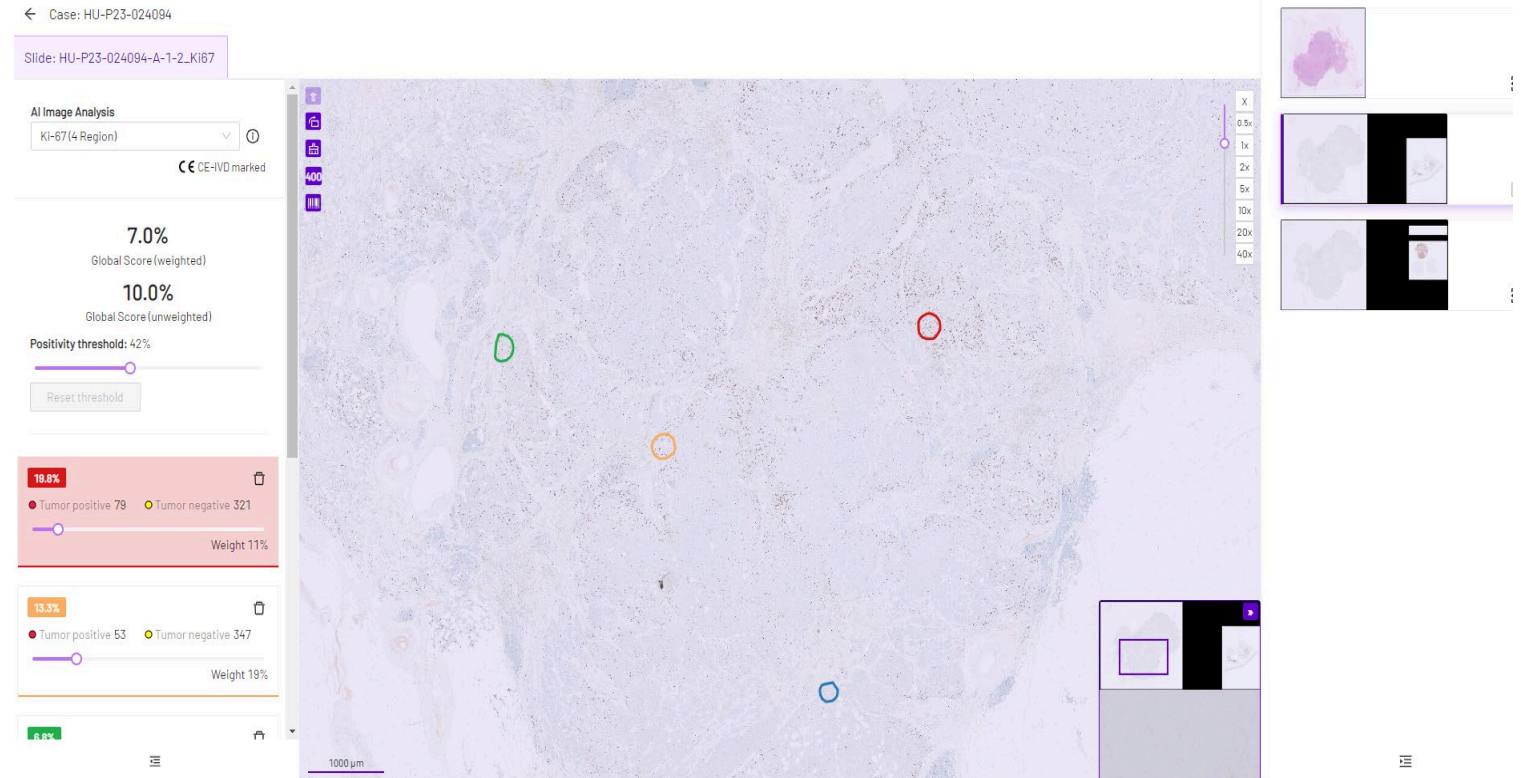 Case: HU-P23-024094
Slide: HU-P23-024094-A-1-2_Ki67
AI Image Analysis
Ki-67 (4 Region)
CE CE-IVD marked
7.0%
Global Score (weighted)
10.0%
Global Score (unweighted)
Positivity threshold: 42%
Reset threshold
19.8%
Tumor positive 79 Tumor negative 321
Weight 11%
13.3%
Tumor positive 53 Tumor negative 347
Weight 19%
6.8%
400
X
0.5x
1x
2x
5x
10x
20x
40x
1000 µm